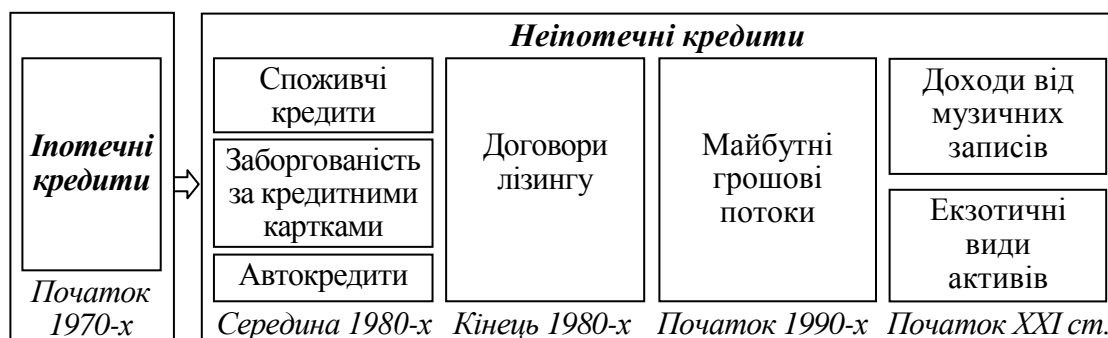 Іпотечні
кредити
Початок
1970-х
Неіпотечні кредити
Споживчі
кредити
Заборгованість
за кредитними
картками
Автокредити
Середина 1980-х
Договори
лізингу
Кінець 1980-х
Майбутні
грошові
потоки
Початок 1990-х
Доходи від
музичних
записів
Екзотичні
види
активів
Початок XXI ст.